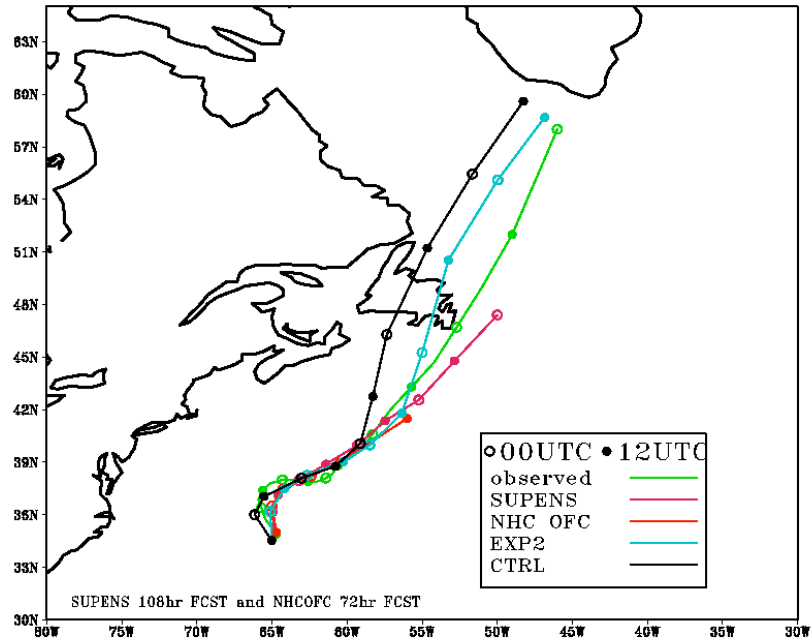 63N
60N
57N
54N
51N
48N
45N
42N
39N
36N
33N
30N
00UTC 12UTC
observed
SUPENS
NHC OFC
EXP2
CTRL
SUPENS 108hr FCST and NHCOFC 72hr FCST
80W 75W 70W 65W 60W 55W 50W 45W 40W 35W 30W